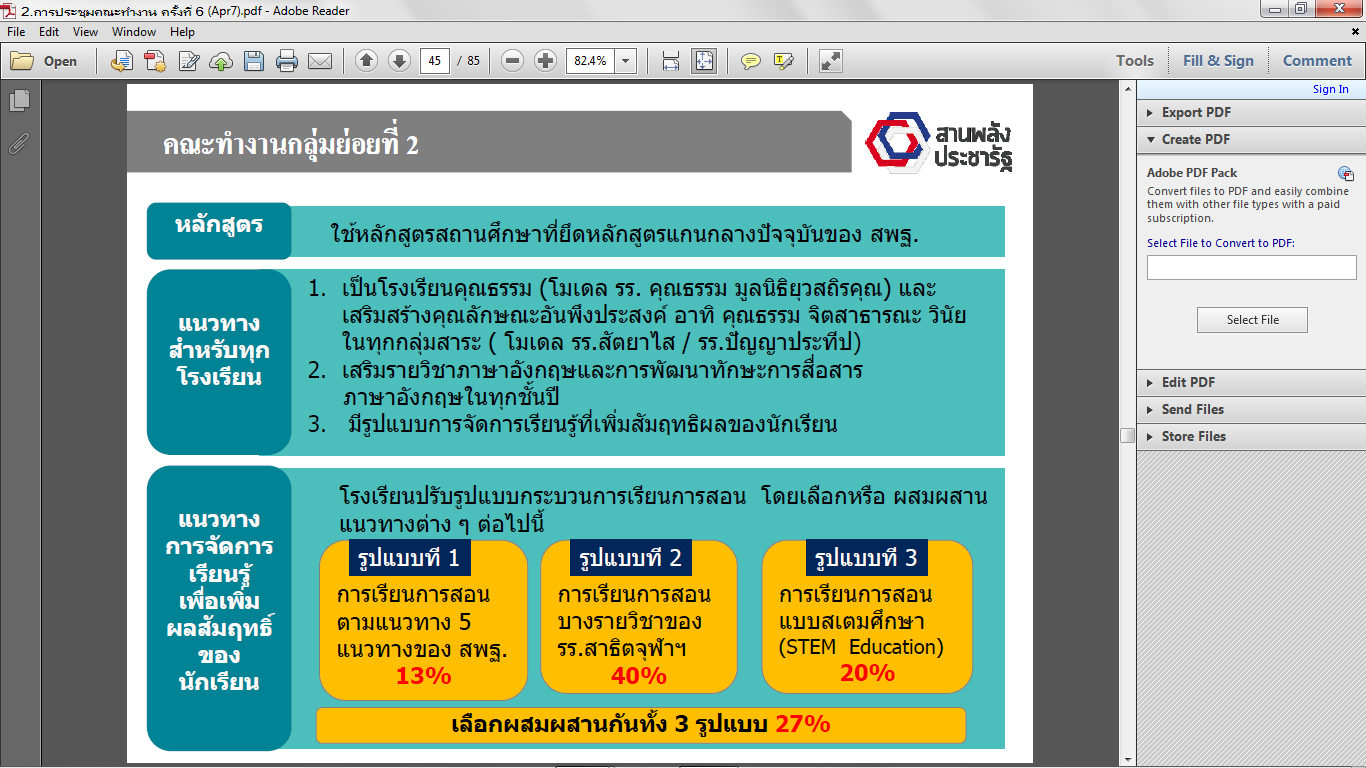 2.การประชุมคณะทำงาน ครั้งที่ 6 (Apr7).pdf - Adobe Reader
File Edit View Window Help
Open 45 / 85 82.4% Tools Fill & Sign Comment
Sign In
Export PDF
Create PDF
Adobe PDF Pack
Convert files to PDF and easily combine
them with other file types with a paid
subscription.
Select File to Convert to PDF:
Select File
Edit PDF
Send Files
Store Files
คณะทำงานกลุ่มย่อยที่ 2
สานพลัง
ประชารัฐ
หลักสูตร
ใช้หลักสูตรสถานศึกษาที่ยึดหลักสูตรแกนกลางปัจจุบันของ สพฐ.
แนวทาง
สำหรับทุก
โรงเรียน
1. เป็นโรงเรียนคุณธรรม (โมเดล รร. คุณธรรม มูลนิธิยุวสถิรคุณ) และ
เสริมสร้างคุณลักษณะอันพึงประสงค์ อาทิ คุณธรรม จิตสาธารณะ วินัย
ในทุกกลุ่มสาระ ( โมเดล รร.สัตยาไส / รร.ปัญญาประทีป)
2. เสริมรายวิชาภาษาอังกฤษและการพัฒนาทักษะการสื่อสาร
ภาษาอังกฤษในทุกชั้นปี
3. มีรูปแบบการจัดการเรียนรู้ที่เพิ่มสัมฤทธิผลของนักเรียน
แนวทาง
การจัดการ
เรียนรู้
เพื่อเพิ่ม
ผลสัมฤทธิ์
ของ
นักเรียน
โรงเรียนปรับรูปแบบกระบวนการเรียนการสอน โดยเลือกหรือ ผสมผสาน
แนวทางต่าง ๆ ต่อไปนี้
รูปแบบที่ 1
การเรียนการสอน
ตามแนวทาง 5
แนวทางของ สพฐ.
13%
รูปแบบที่ 2
การเรียนการสอน
บางรายวิชาของ
รร.สาธิตจุฬาฯ
40%
รูปแบบที่ 3
การเรียนการสอน
แบบสเตมศึกษา
(STEM Education)
20%
เลือกผสมผสานกันทั้ง 3 รูปแบบ 27%